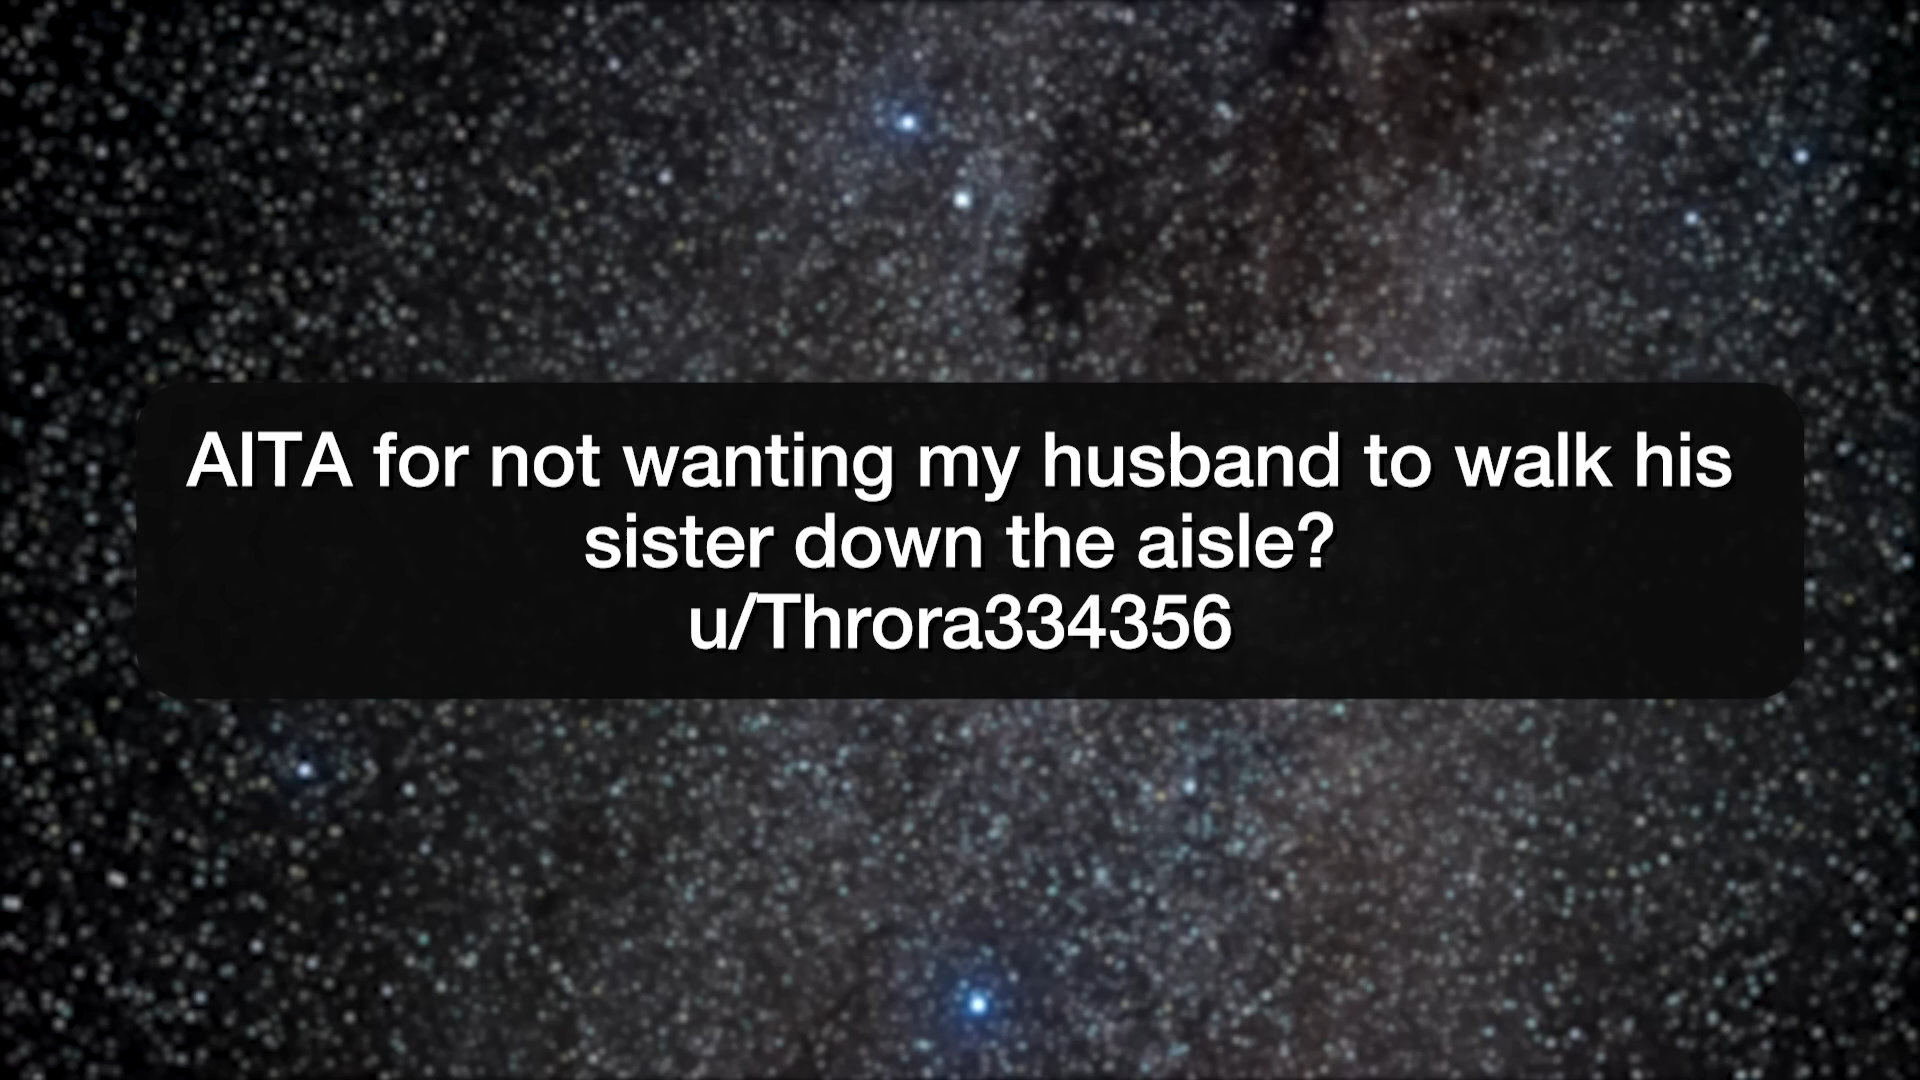 AITA for not wanting my husband to walk his
sister down the aisle?
u/Throra334356